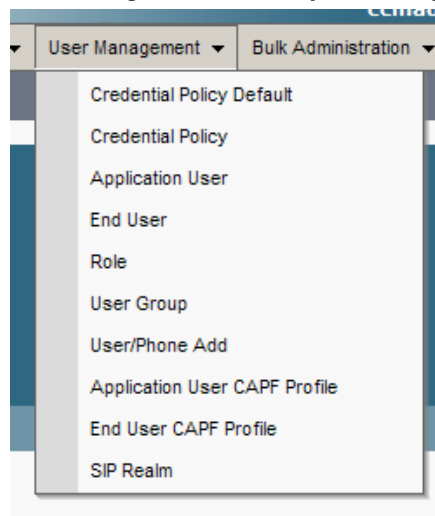 User Management
Bulk Administration
Credential Policy Default
Credential Policy
Application User
End User
Role
User Group
User/Phone Add
Application User CAPF Profile
End User CAPF Profile
SIP Realm